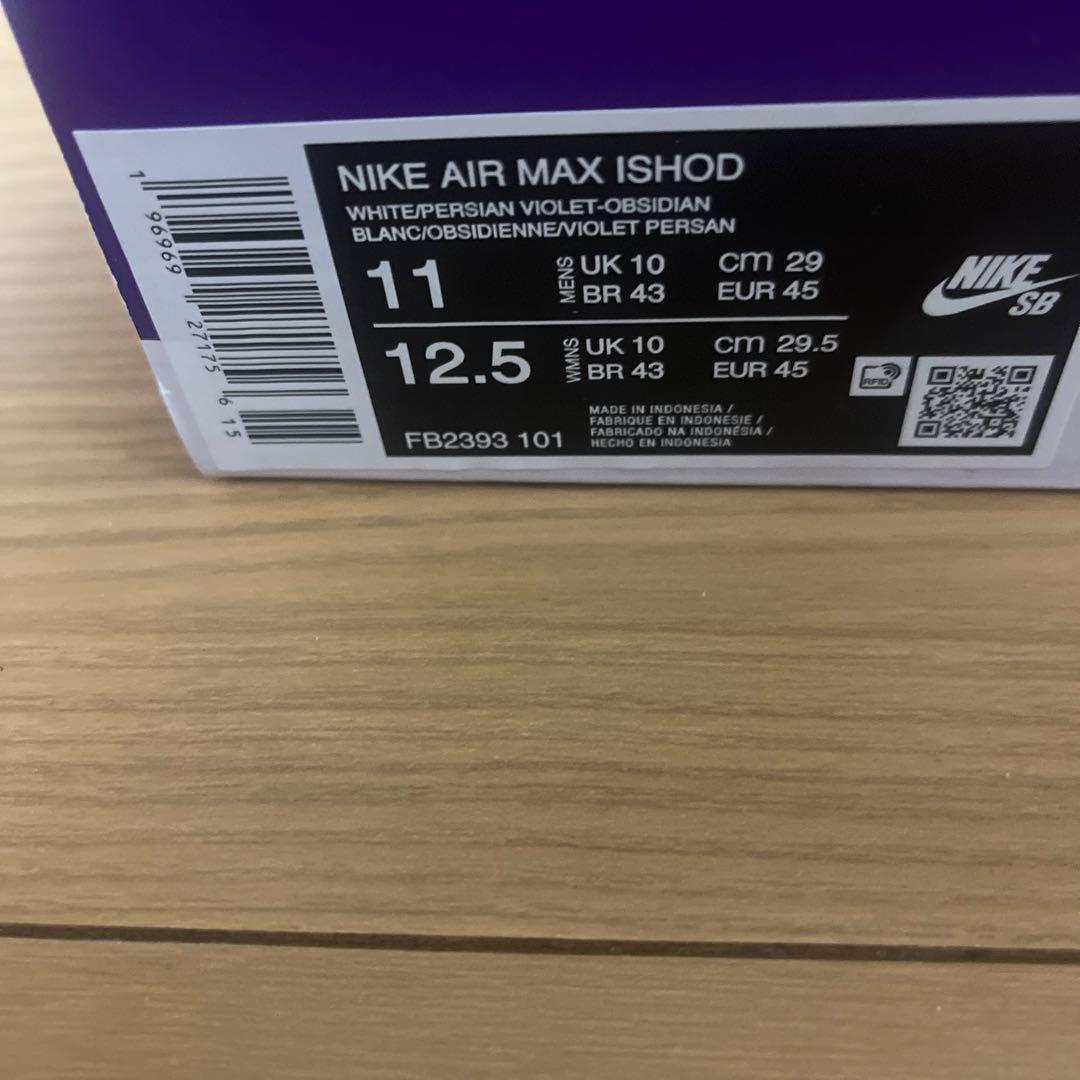 NIKE AIR MAX ISHOD
WHITE/PERSIAN VIOLET-OBSIDIAN
BLANC/OBSIDIENNE/VIOLET PERSAN
11 MENS UK 10 cm 29
BR 43 EUR 45
12.5 WMNS UK 10 cm 29.5
BR 43 EUR 45
NIKE
SB
RFID
FB2393 101
MADE IN INDONESIA /
FABRIQUE EN INDONESIE /
FABRICADO NA INDONÉSIA /
HECHO EN INDONESIA
1 96969 27175 6 15